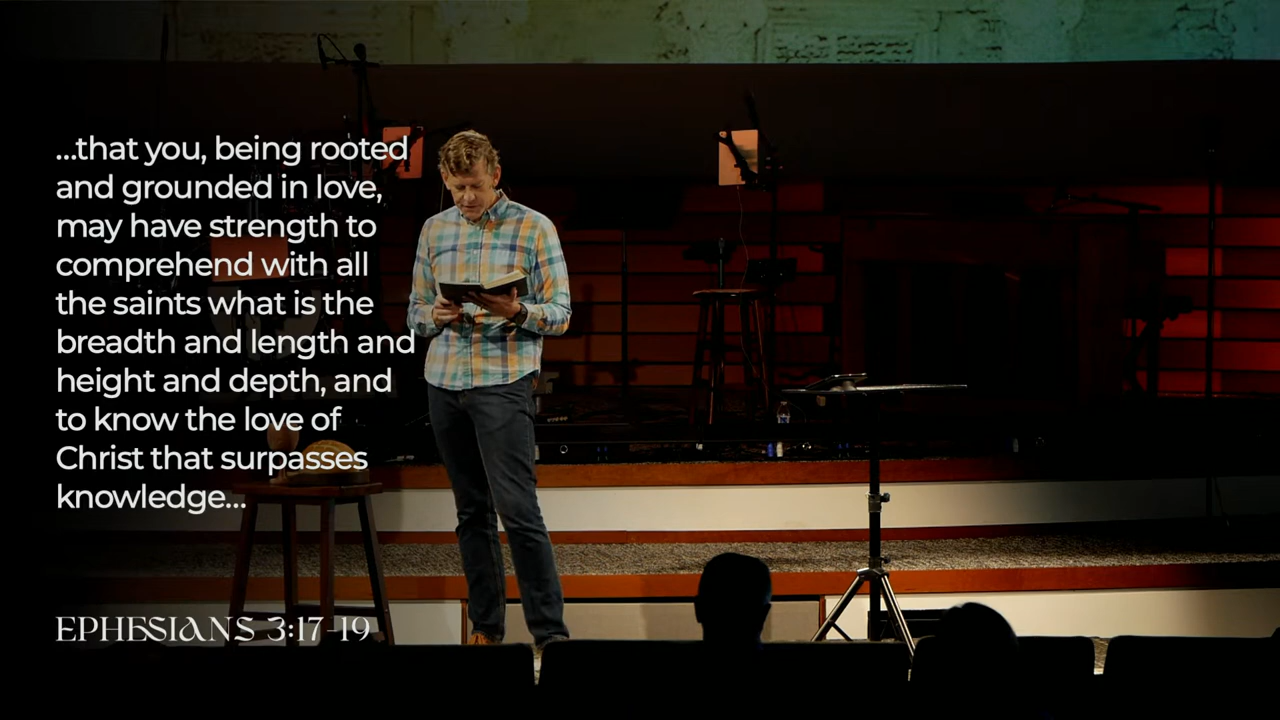 ...that you, being rooted
and grounded in love,
may have strength to
comprehend with all
the saints what is the
breadth and length and
height and depth, and
to know the love of
Christ that surpasses
knowledge...
EPHESIANS 3:17-19